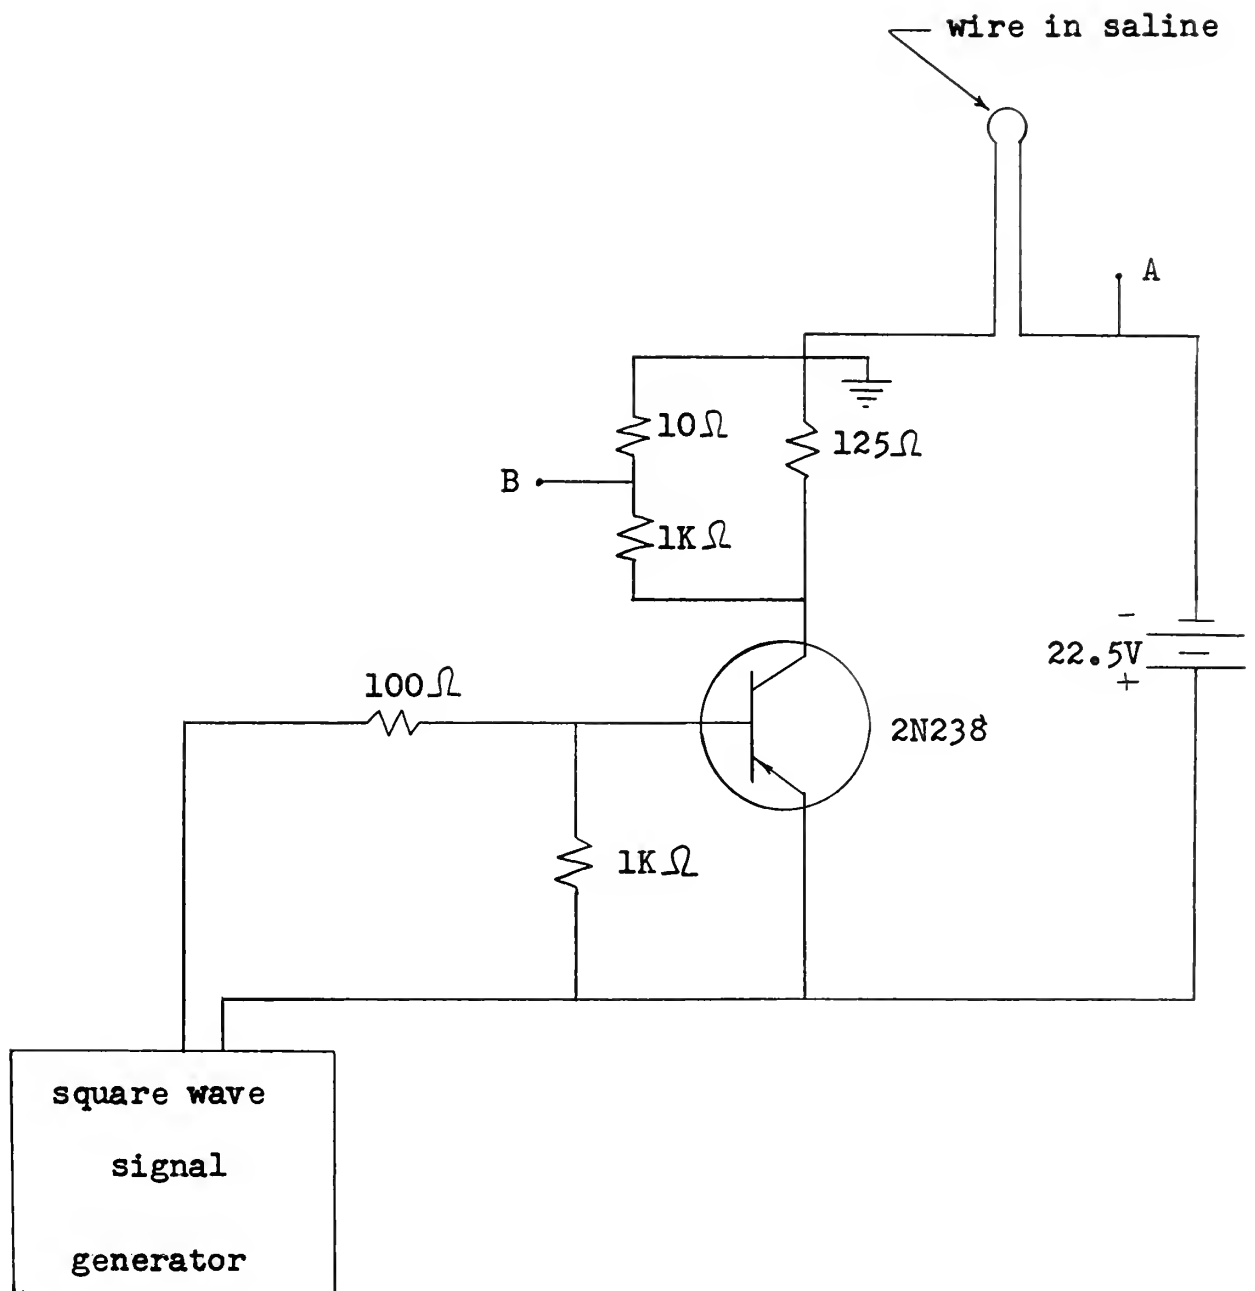 wire in saline
A
10Ω
125Ω
B
1KΩ
-
22.5V
+
100Ω
2N238
1KΩ
square wave
signal
generator